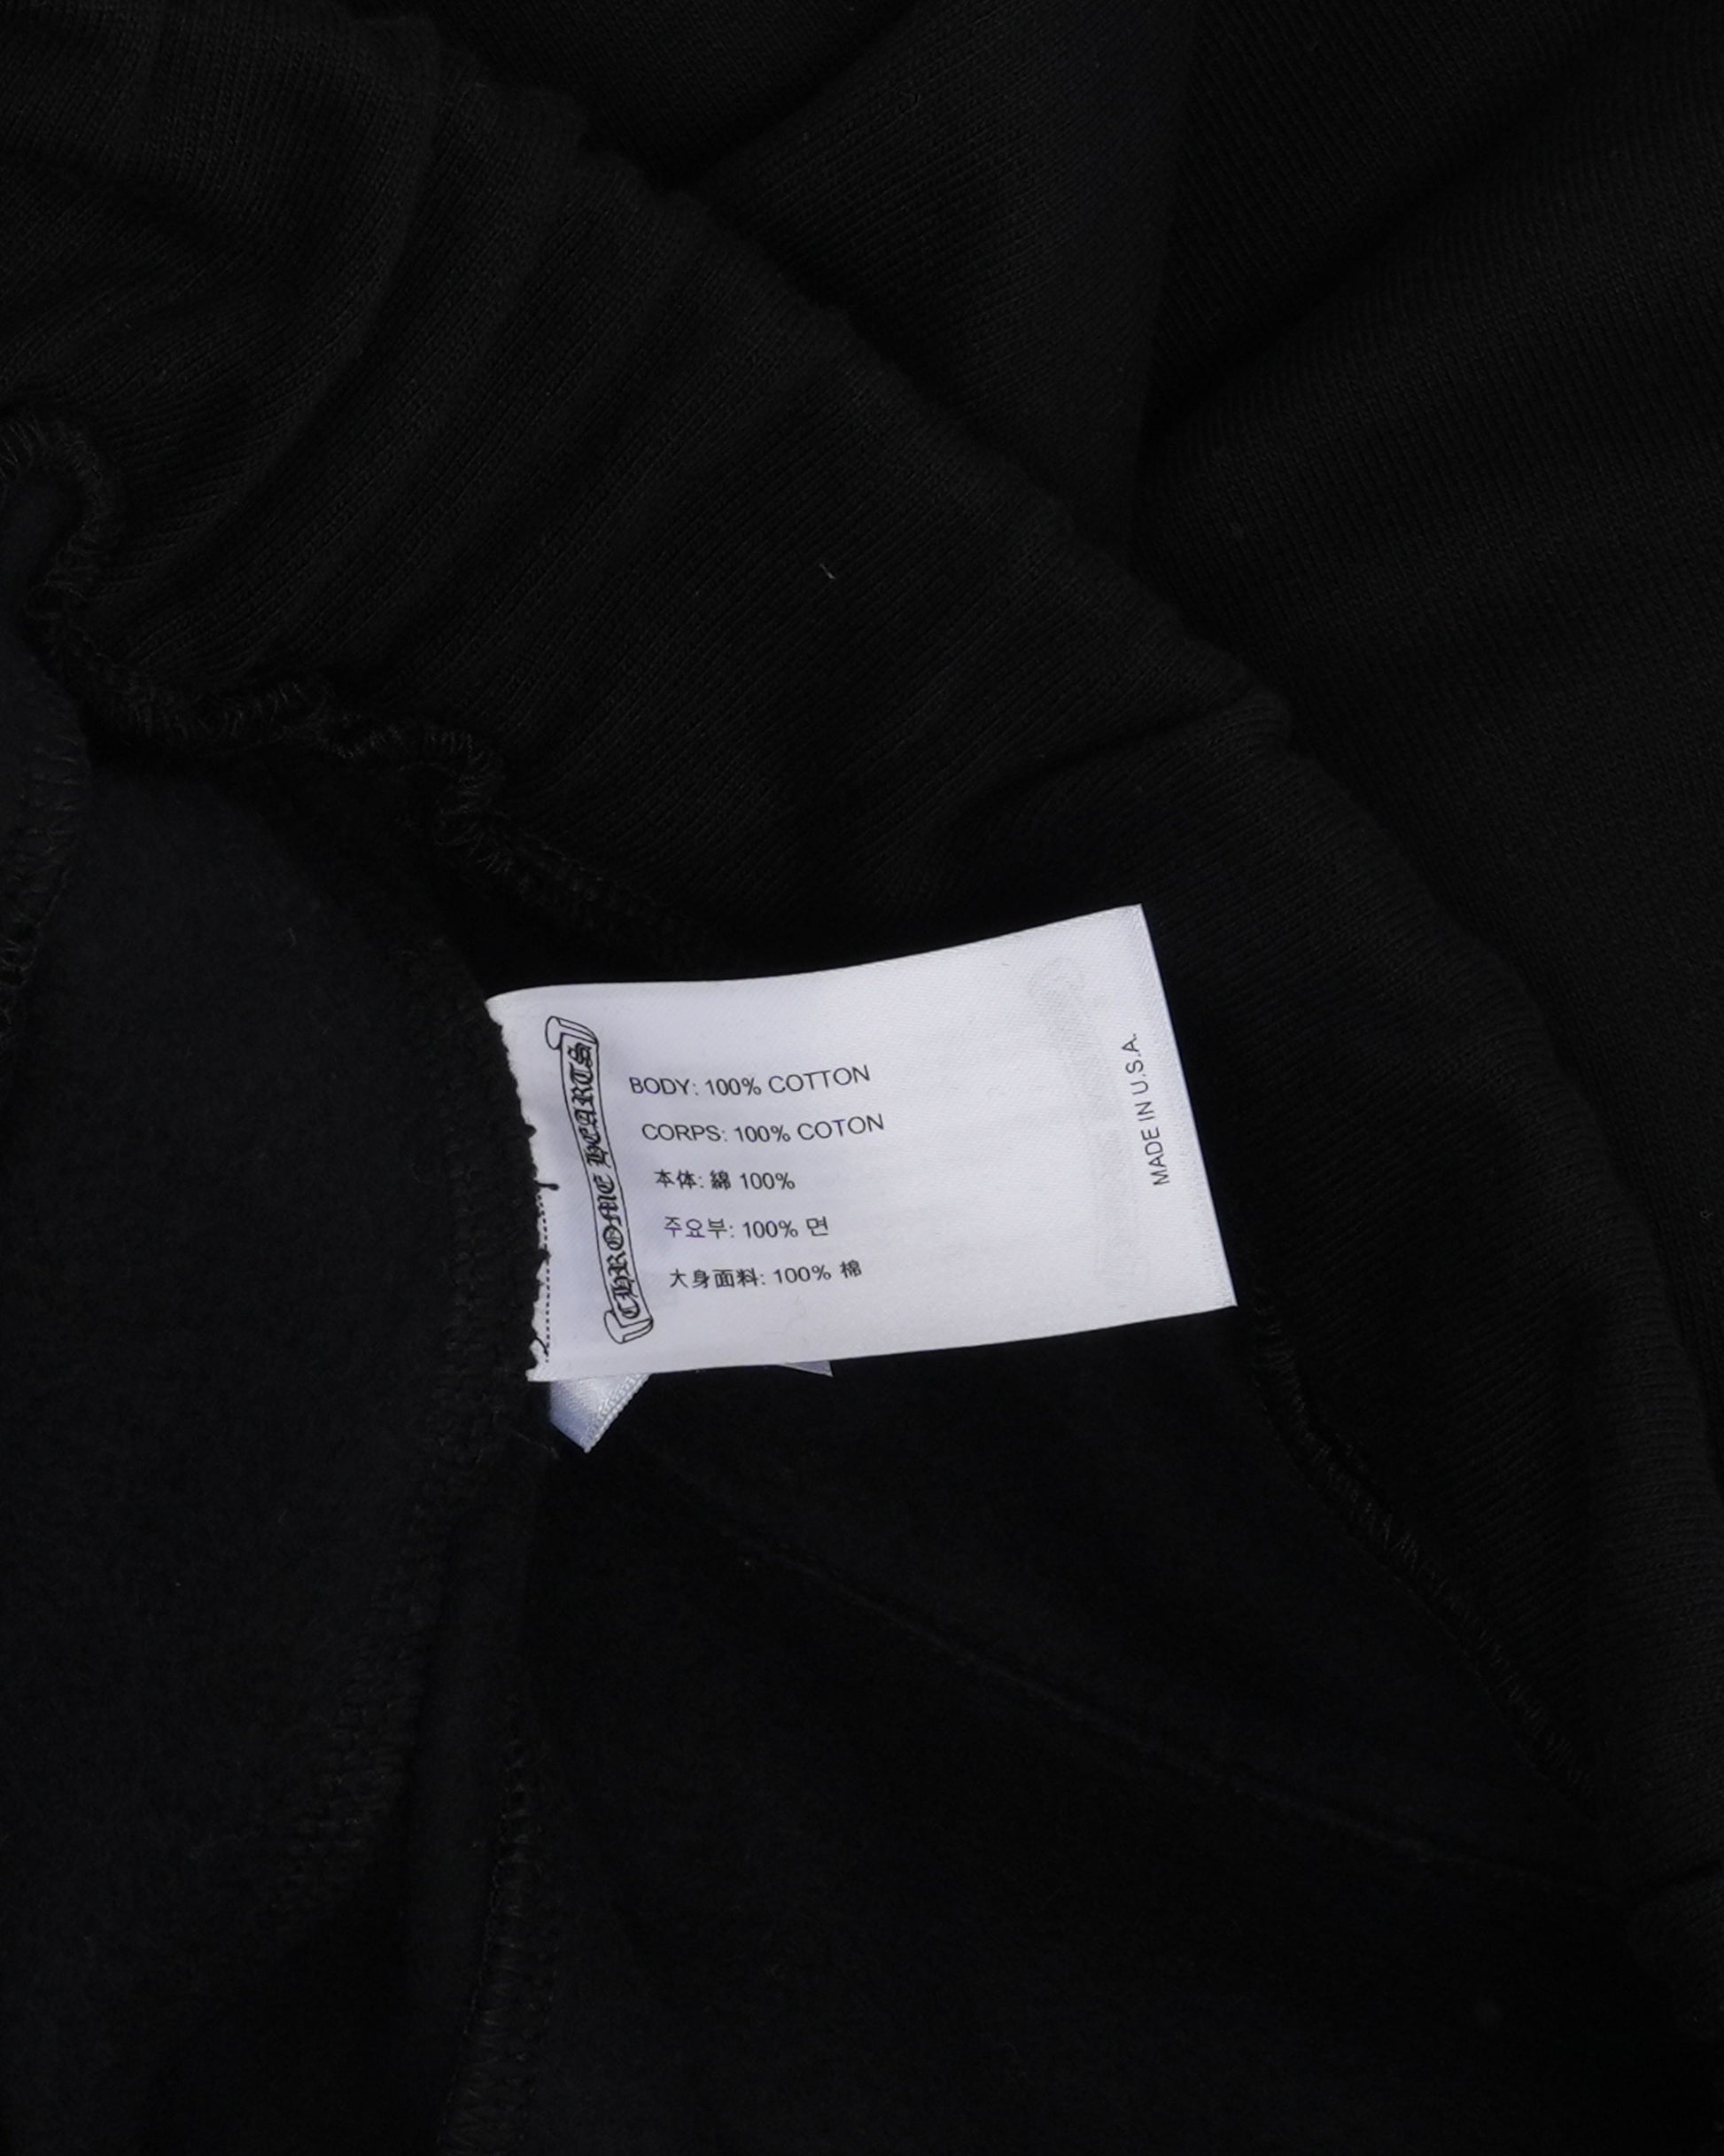 CHROME HEARTS
BODY: 100% COTTON
CORPS: 100% COTON
本体: 綿 100%
주요부: 100% 면
大身面料: 100% 棉
MADE IN U.S.A.